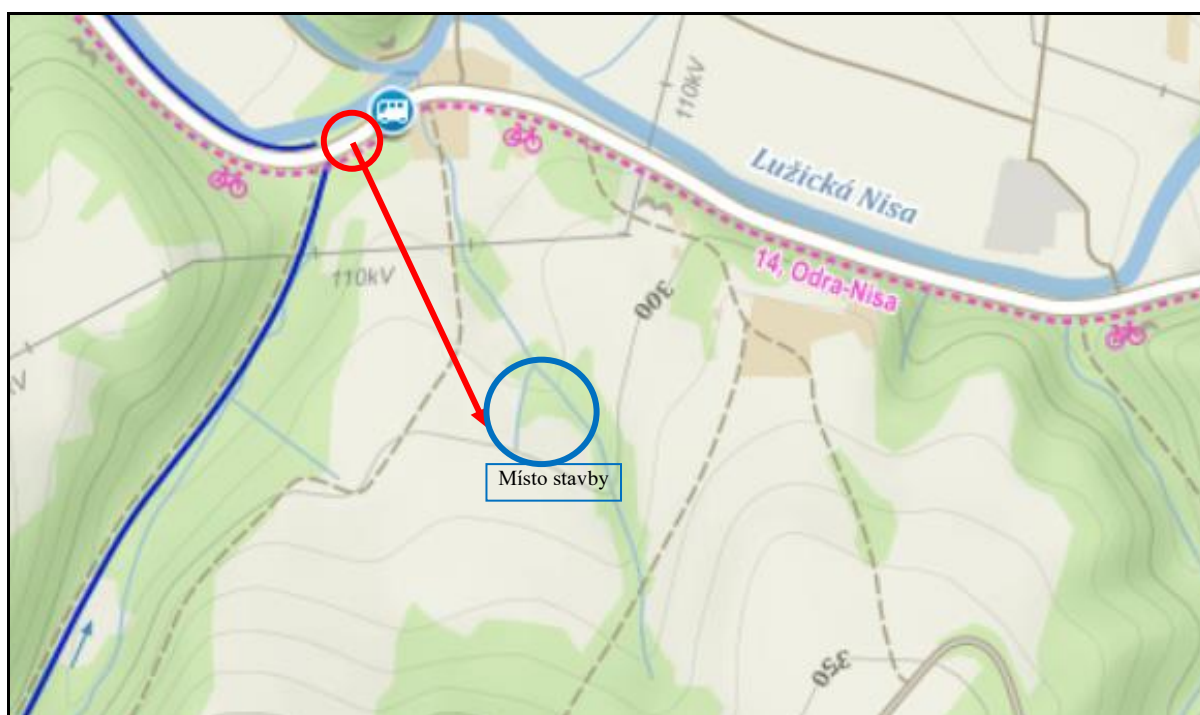 110kV
Lužická Nisa
14, Odra-Nisa
110kV
300
V
Místo stavby
350